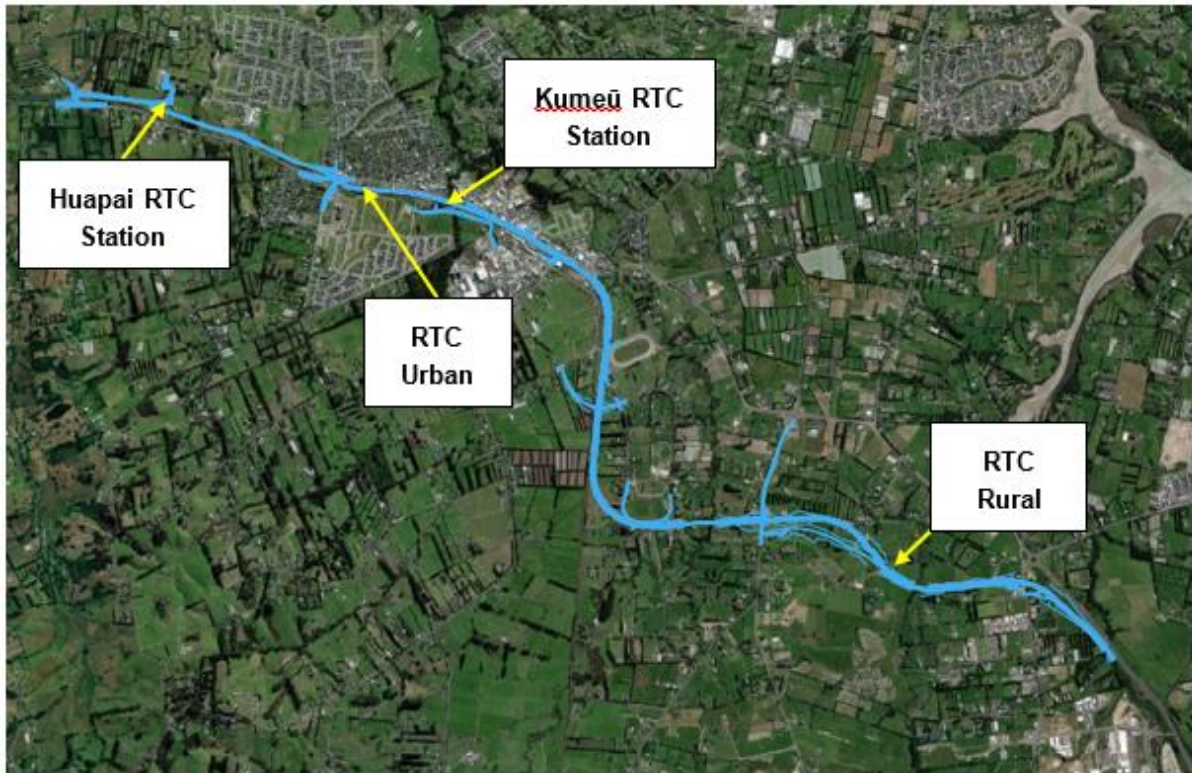 Kumeū RTC
Station
Huapai RTC
Station
RTC
Urban
RTC
Rural